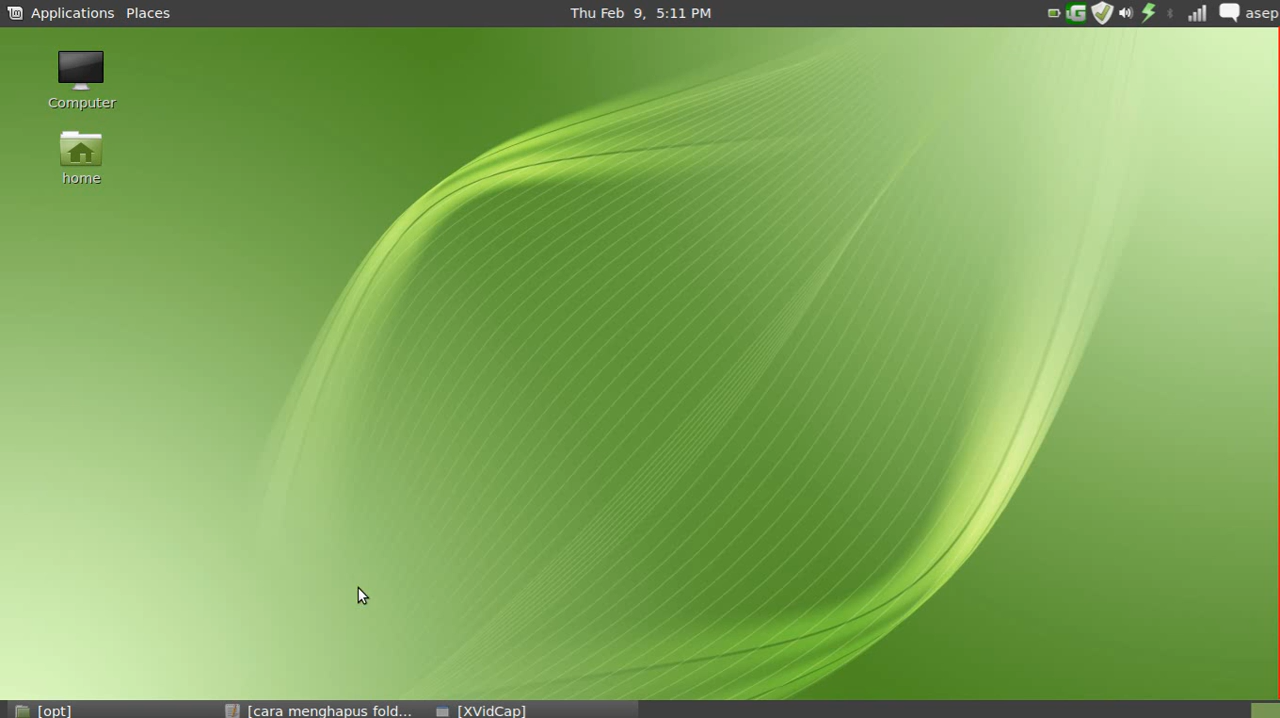 Applications Places Thu Feb 9, 5:11 PM asep
Computer
home
[opt] [cara menghapus fold... [XVidCap]